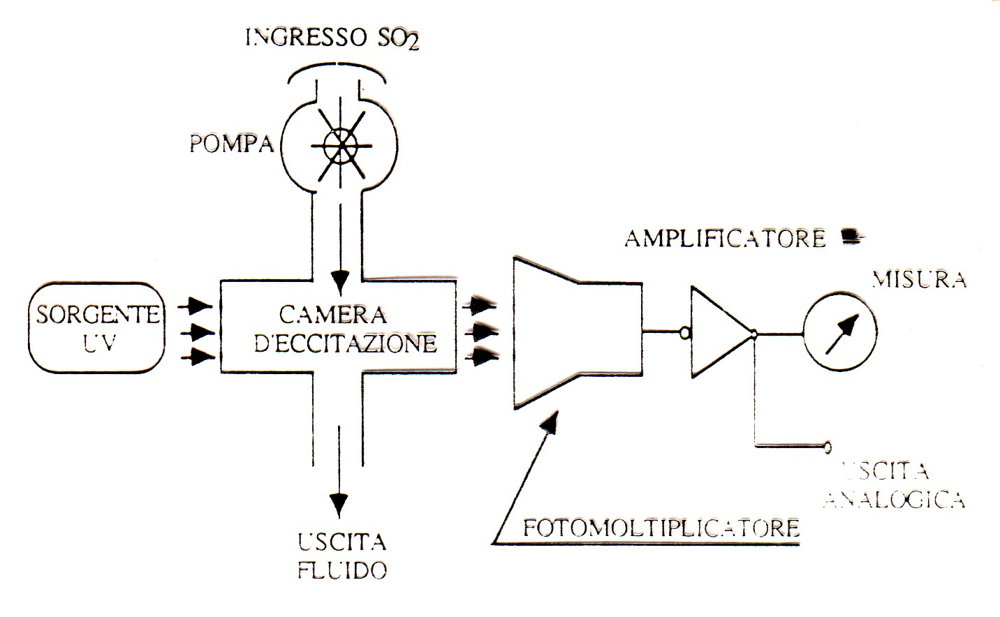 INGRESSO SO2
POMPA
AMPLIFICATORE
MISURA
SORGENTE
UV
CAMERA
D'ECCITAZIONE
USCITA
ANALOGICA
FOTOMOLTIPLICATORE
USCITA
FLUIDO